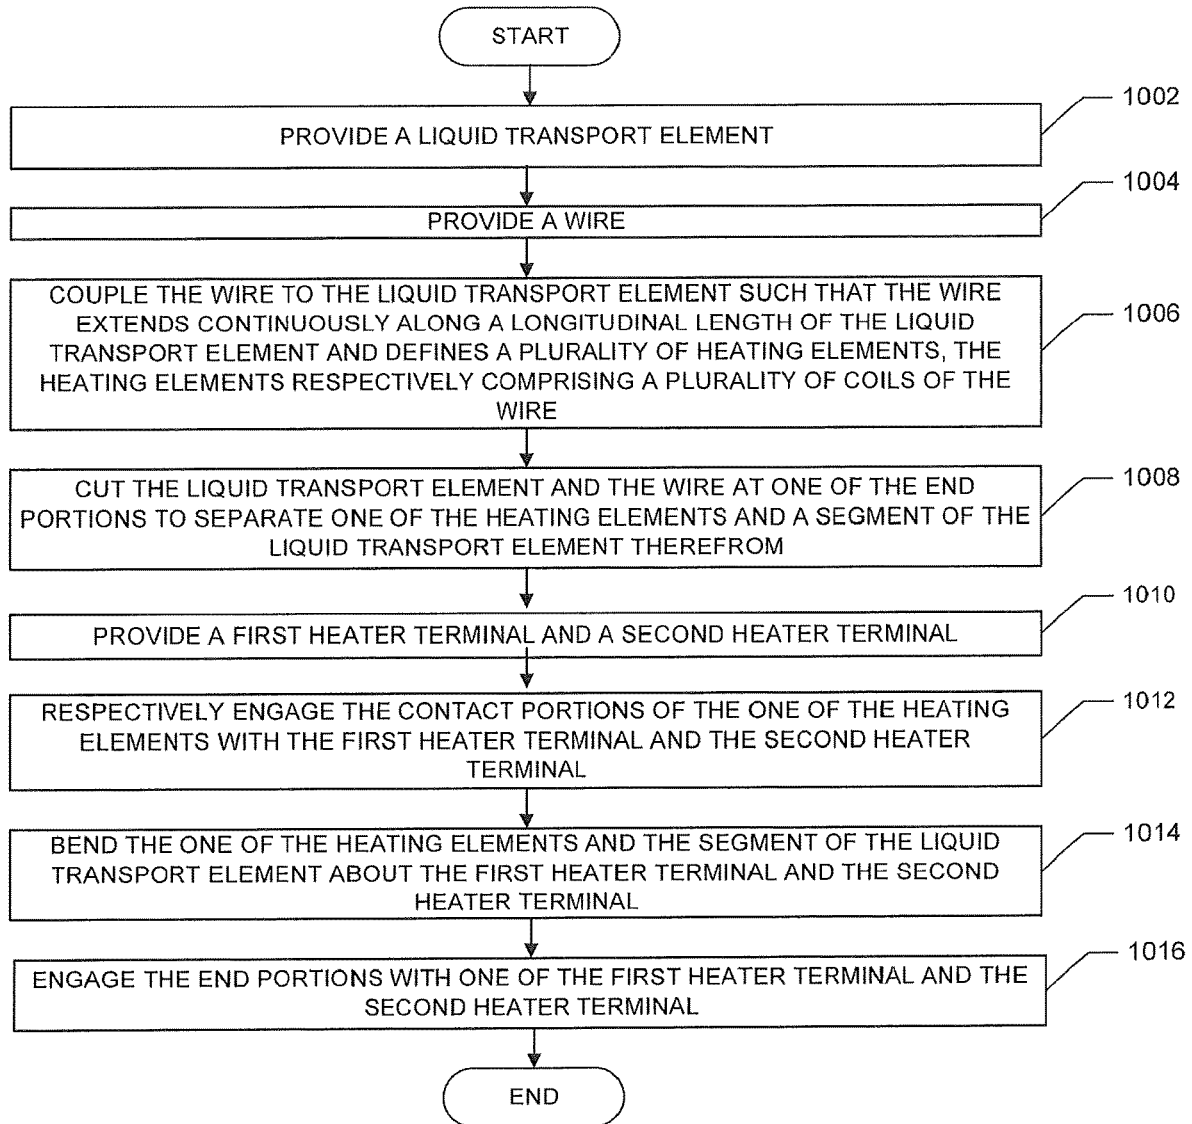 START
1002
PROVIDE A LIQUID TRANSPORT ELEMENT
1004
PROVIDE A WIRE
1006
COUPLE THE WIRE TO THE LIQUID TRANSPORT ELEMENT SUCH THAT THE WIRE
EXTENDS CONTINUOUSLY ALONG A LONGITUDINAL LENGTH OF THE LIQUID
TRANSPORT ELEMENT AND DEFINES A PLURALITY OF HEATING ELEMENTS, THE
HEATING ELEMENTS RESPECTIVELY COMPRISING A PLURALITY OF COILS OF THE
WIRE
1008
CUT THE LIQUID TRANSPORT ELEMENT AND THE WIRE AT ONE OF THE END
PORTIONS TO SEPARATE ONE OF THE HEATING ELEMENTS AND A SEGMENT OF THE
LIQUID TRANSPORT ELEMENT THEREFROM
1010
PROVIDE A FIRST HEATER TERMINAL AND A SECOND HEATER TERMINAL
1012
RESPECTIVELY ENGAGE THE CONTACT PORTIONS OF THE ONE OF THE HEATING
ELEMENTS WITH THE FIRST HEATER TERMINAL AND THE SECOND HEATER
TERMINAL
1014
BEND THE ONE OF THE HEATING ELEMENTS AND THE SEGMENT OF THE LIQUID
TRANSPORT ELEMENT ABOUT THE FIRST HEATER TERMINAL AND THE SECOND
HEATER TERMINAL
1016
ENGAGE THE END PORTIONS WITH ONE OF THE FIRST HEATER TERMINAL AND THE
SECOND HEATER TERMINAL
END